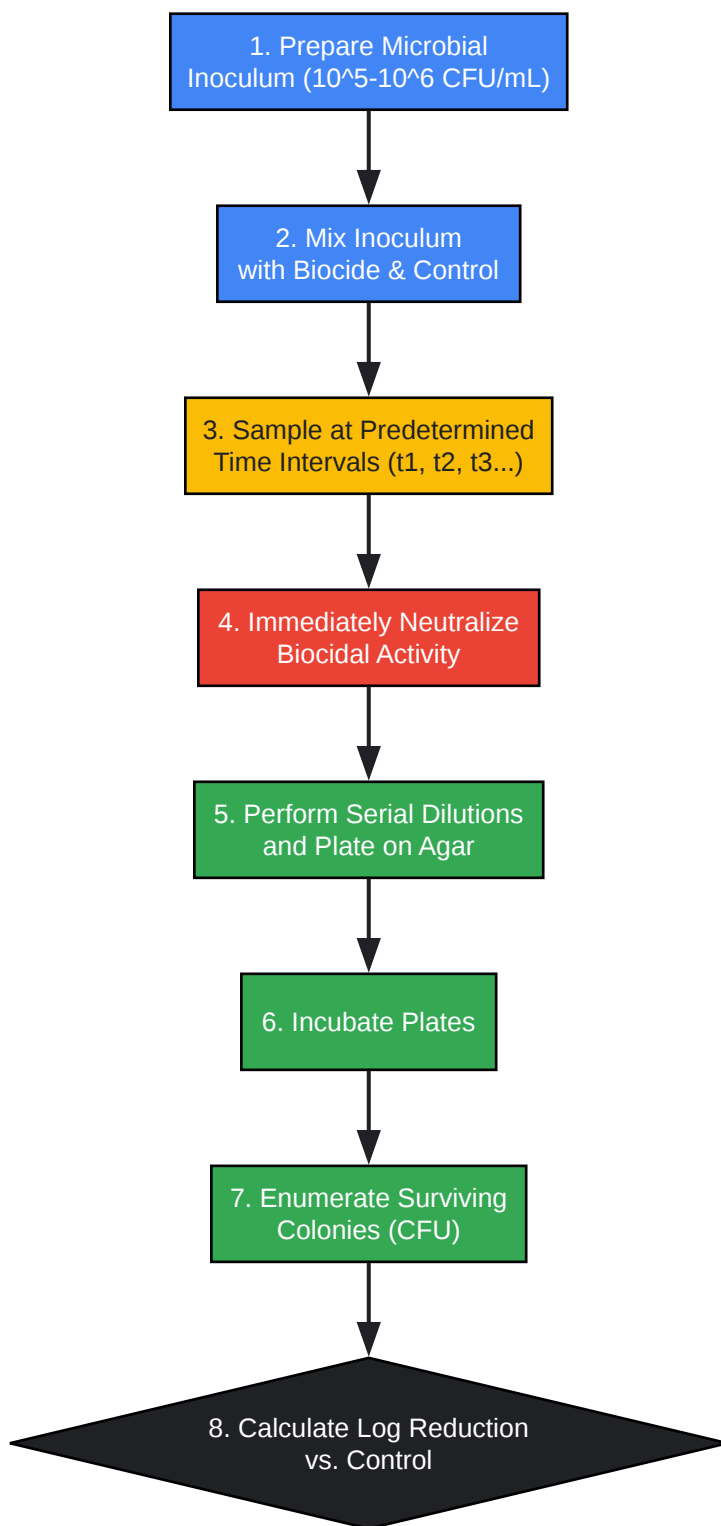 1. Prepare Microbial
Inoculum (10^5-10^6 CFU/mL)
2. Mix Inoculum
with Biocide & Control
3. Sample at Predetermined
Time Intervals (t1, t2, t3...)
4. Immediately Neutralize
Biocidal Activity
5. Perform Serial Dilutions
and Plate on Agar
6. Incubate Plates
7. Enumerate Surviving
Colonies (CFU)
8. Calculate Log Reduction
vs. Control